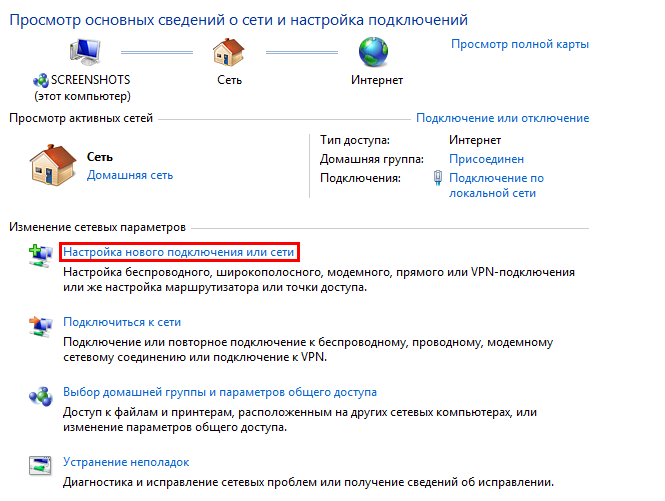 Просмотр основных сведений о сети и настройка подключений
Просмотр полной карты
SCREENSHOTS
(этот компьютер)
Сеть
Интернет
Просмотр активных сетей
Подключение или отключение
Сеть
Домашняя сеть
Тип доступа: Интернет
Домашняя группа: Присоединен
Подключения: Подключение по
локальной сети
Изменение сетевых параметров
Настройка нового подключения или сети
Настройка беспроводного, широкополосного, модемного, прямого или VPN-подключения
или же настройка маршрутизатора или точки доступа.
Подключиться к сети
Подключение или повторное подключение к беспроводному, проводному, модемному
сетевому соединению или подключение к VPN.
Выбор домашней группы и параметров общего доступа
Доступ к файлам и принтерам, расположенным на других сетевых компьютерах, или
изменение параметров общего доступа.
Устранение неполадок
Диагностика и исправление сетевых проблем или получение сведений об исправлении.